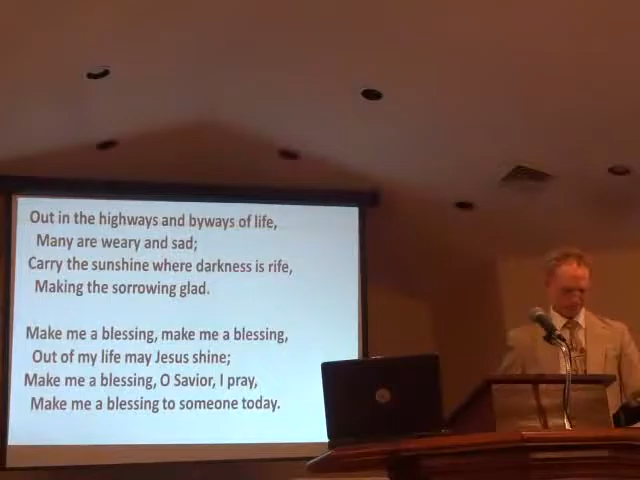 Out in the highways and byways of life,
Many are weary and sad;
Carry the sunshine where darkness is rife,
Making the sorrowing glad.
Make me a blessing, make me a blessing,
Out of my life may Jesus shine;
Make me a blessing, O Savior, I pray,
Make me a blessing to someone today.